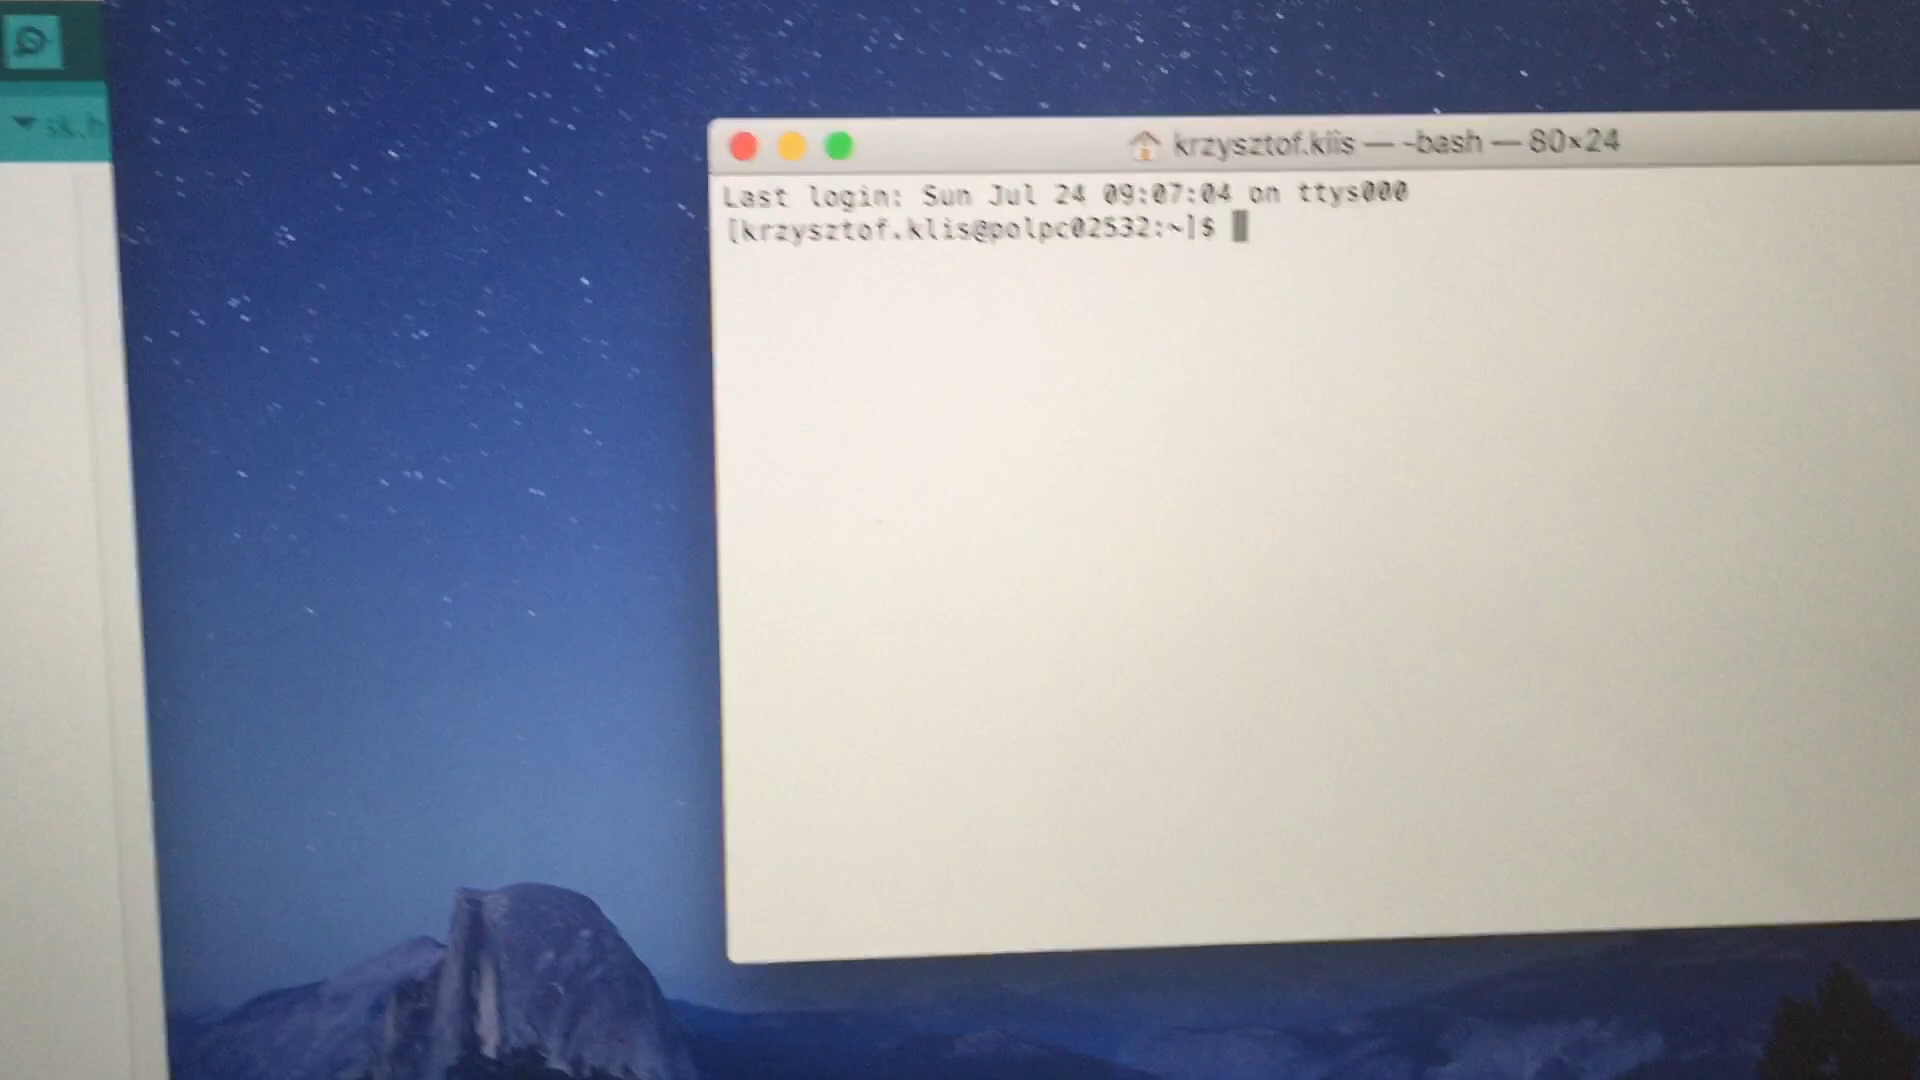 krzysztof.klis — -bash — 80×24
Last login: Sun Jul 24 09:07:04 on ttys000
[krzysztof.klis@polpc02532:~]$